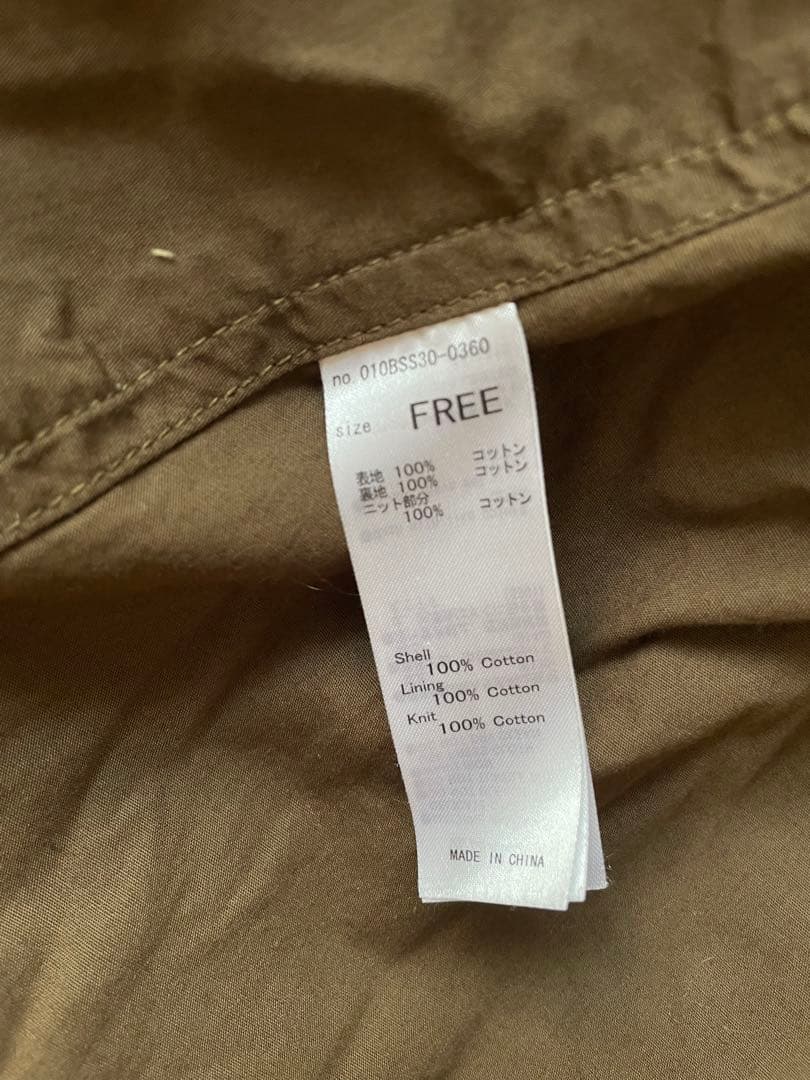 no. 010BSS30-0360
size FREE
表地 100% コットン
裏地 100% コットン
ニット部分
100% コットン
Shell
100% Cotton
Lining
100% Cotton
Knit
100% Cotton
MADE IN CHINA